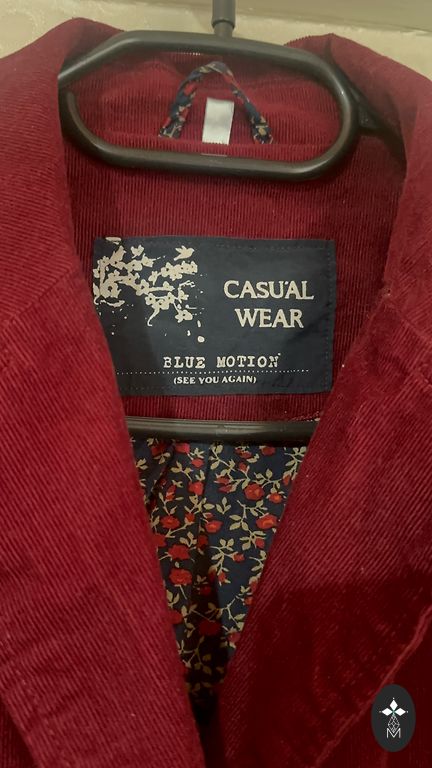 CASUAL
WEAR
BLUE MOTION
(SEE YOU AGAIN)
M